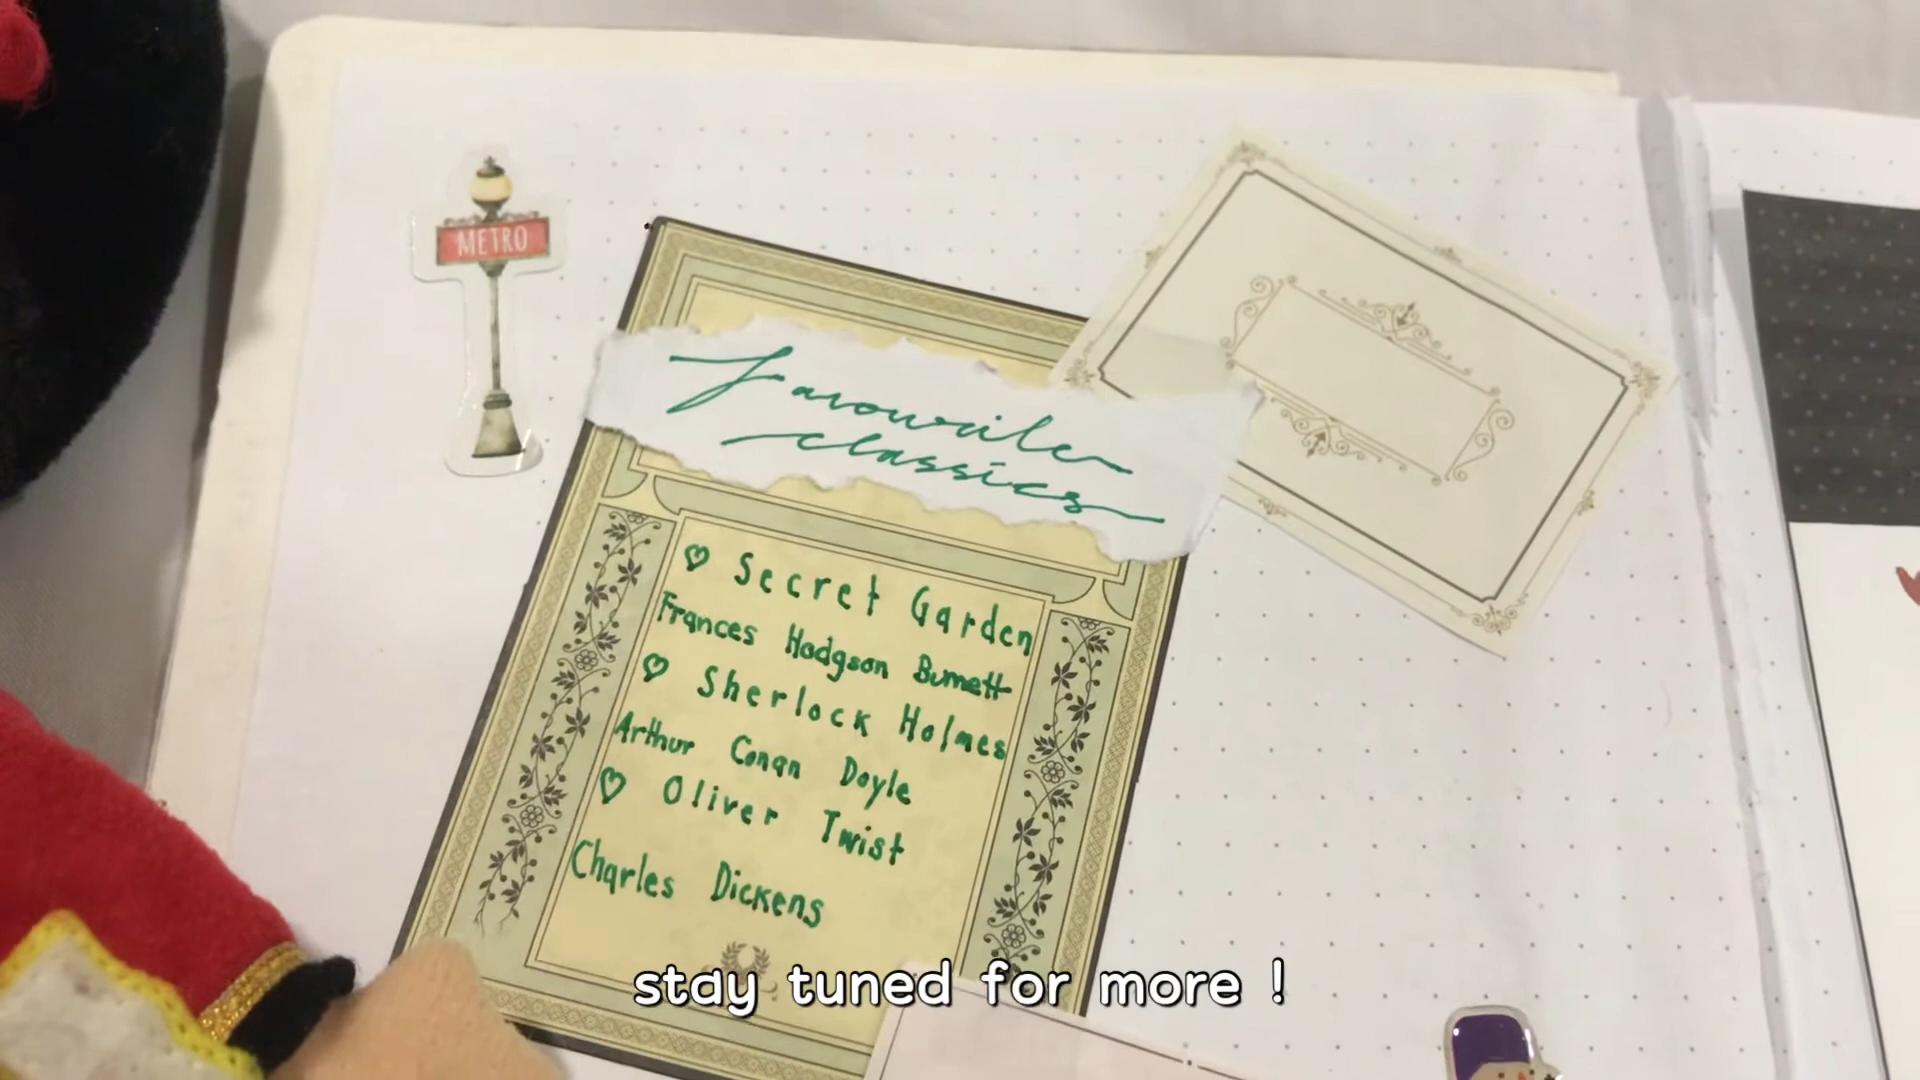 METRO
favourite
classics
Secret Garden
Frances Hodgson Burnett
Sherlock Holmes
Arthur Conan Doyle
Oliver Twist
Charles Dickens
stay tuned for more !